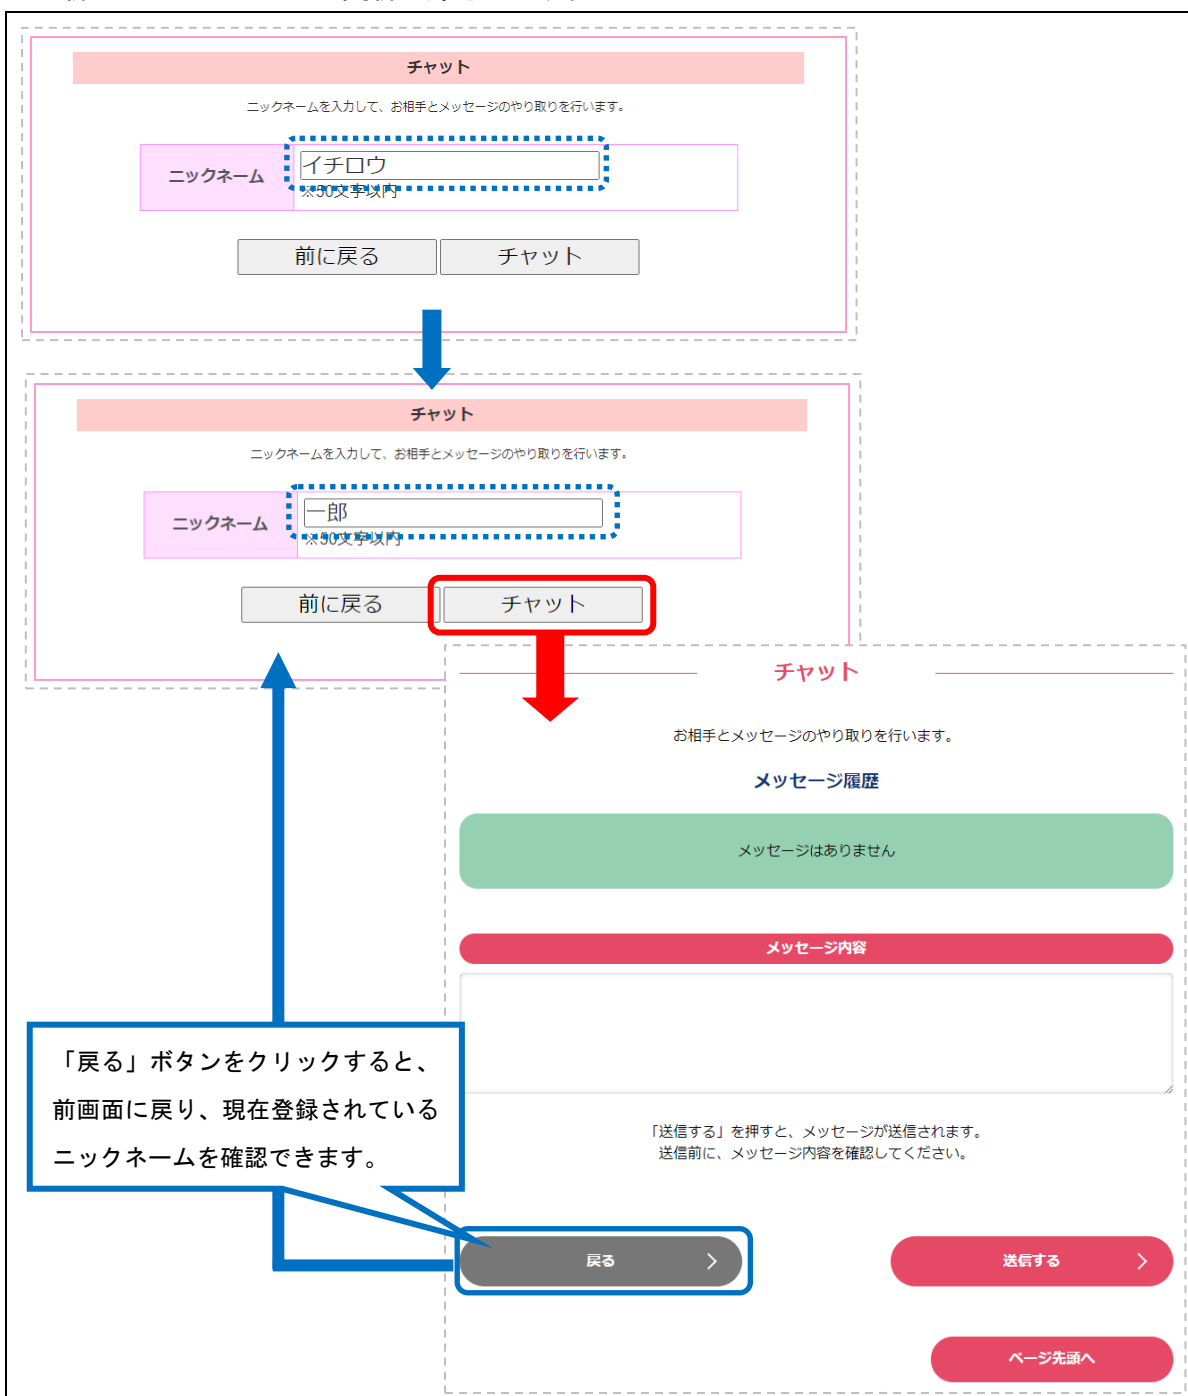 チャット
ニックネームを入力して、お相手とメッセージのやり取りを行います。
ニックネーム
イチロウ
※50文字以内
前に戻る
チャット
チャット
ニックネームを入力して、お相手とメッセージのやり取りを行います。
ニックネーム
一郎
※50文字以内
前に戻る
チャット
チャット
お相手とメッセージのやり取りを行います。
メッセージ履歴
メッセージはありません
メッセージ内容
「戻る」ボタンをクリックすると、
前画面に戻り、現在登録されている
ニックネームを確認できます。
「送信する」を押すと、メッセージが送信されます。
送信前に、メッセージ内容を確認してください。
戻る
送信する
ページ先頭へ